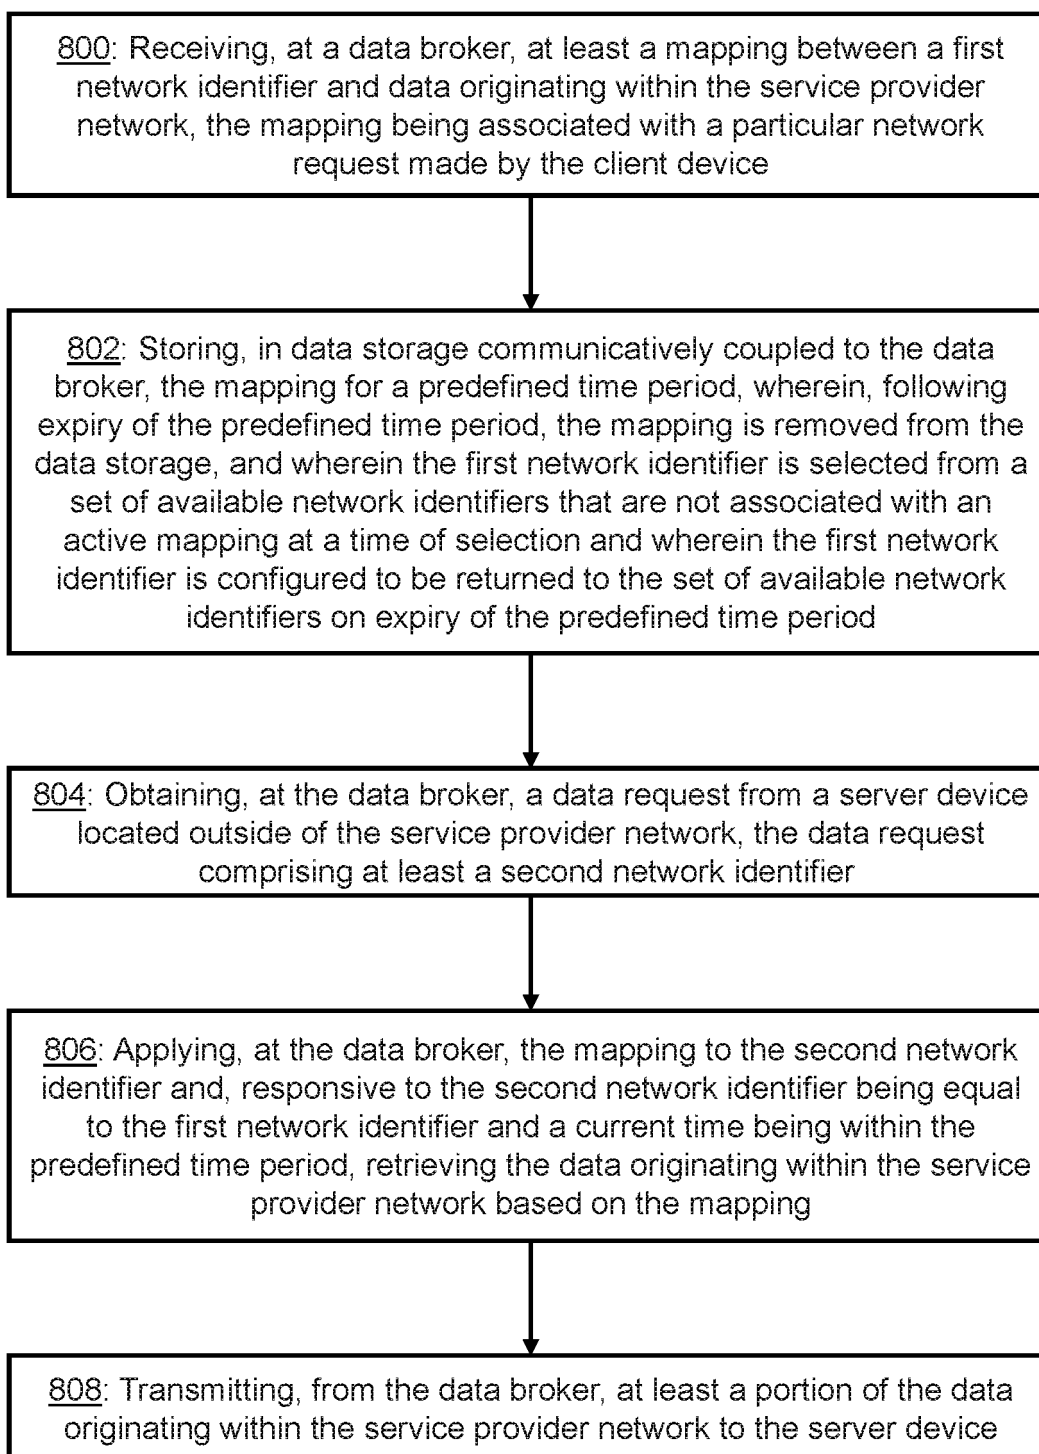 800: Receiving, at a data broker, at least a mapping between a first
network identifier and data originating within the service provider
network, the mapping being associated with a particular network
request made by the client device
802: Storing, in data storage communicatively coupled to the data
broker, the mapping for a predefined time period, wherein, following
expiry of the predefined time period, the mapping is removed from the
data storage, and wherein the first network identifier is selected from a
set of available network identifiers that are not associated with an
active mapping at a time of selection and wherein the first network
identifier is configured to be returned to the set of available network
identifiers on expiry of the predefined time period
804: Obtaining, at the data broker, a data request from a server device
located outside of the service provider network, the data request
comprising at least a second network identifier
806: Applying, at the data broker, the mapping to the second network
identifier and, responsive to the second network identifier being equal
to the first network identifier and a current time being within the
predefined time period, retrieving the data originating within the service
provider network based on the mapping
808: Transmitting, from the data broker, at least a portion of the data
originating within the service provider network to the server device